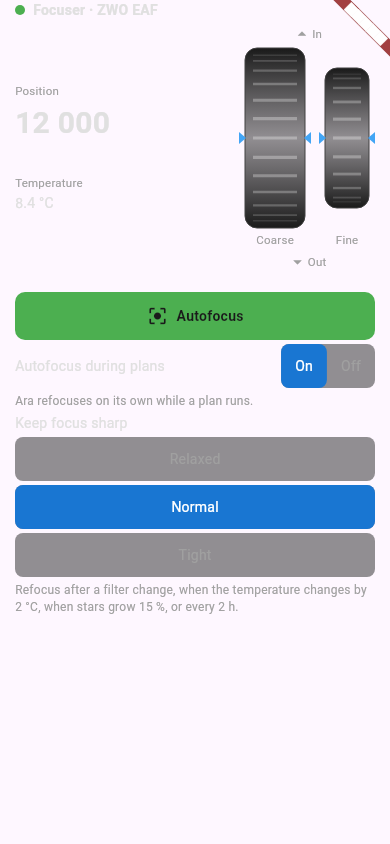 Focuser · ZWO EAF
In
Position
12 000
Temperature
8.4 °C
Coarse
Fine
Out
Autofocus
Autofocus during plans
On
Off
Ara refocuses on its own while a plan runs.
Keep focus sharp
Relaxed
Normal
Tight
Refocus after a filter change, when the temperature changes by
2 °C, when stars grow 15 %, or every 2 h.